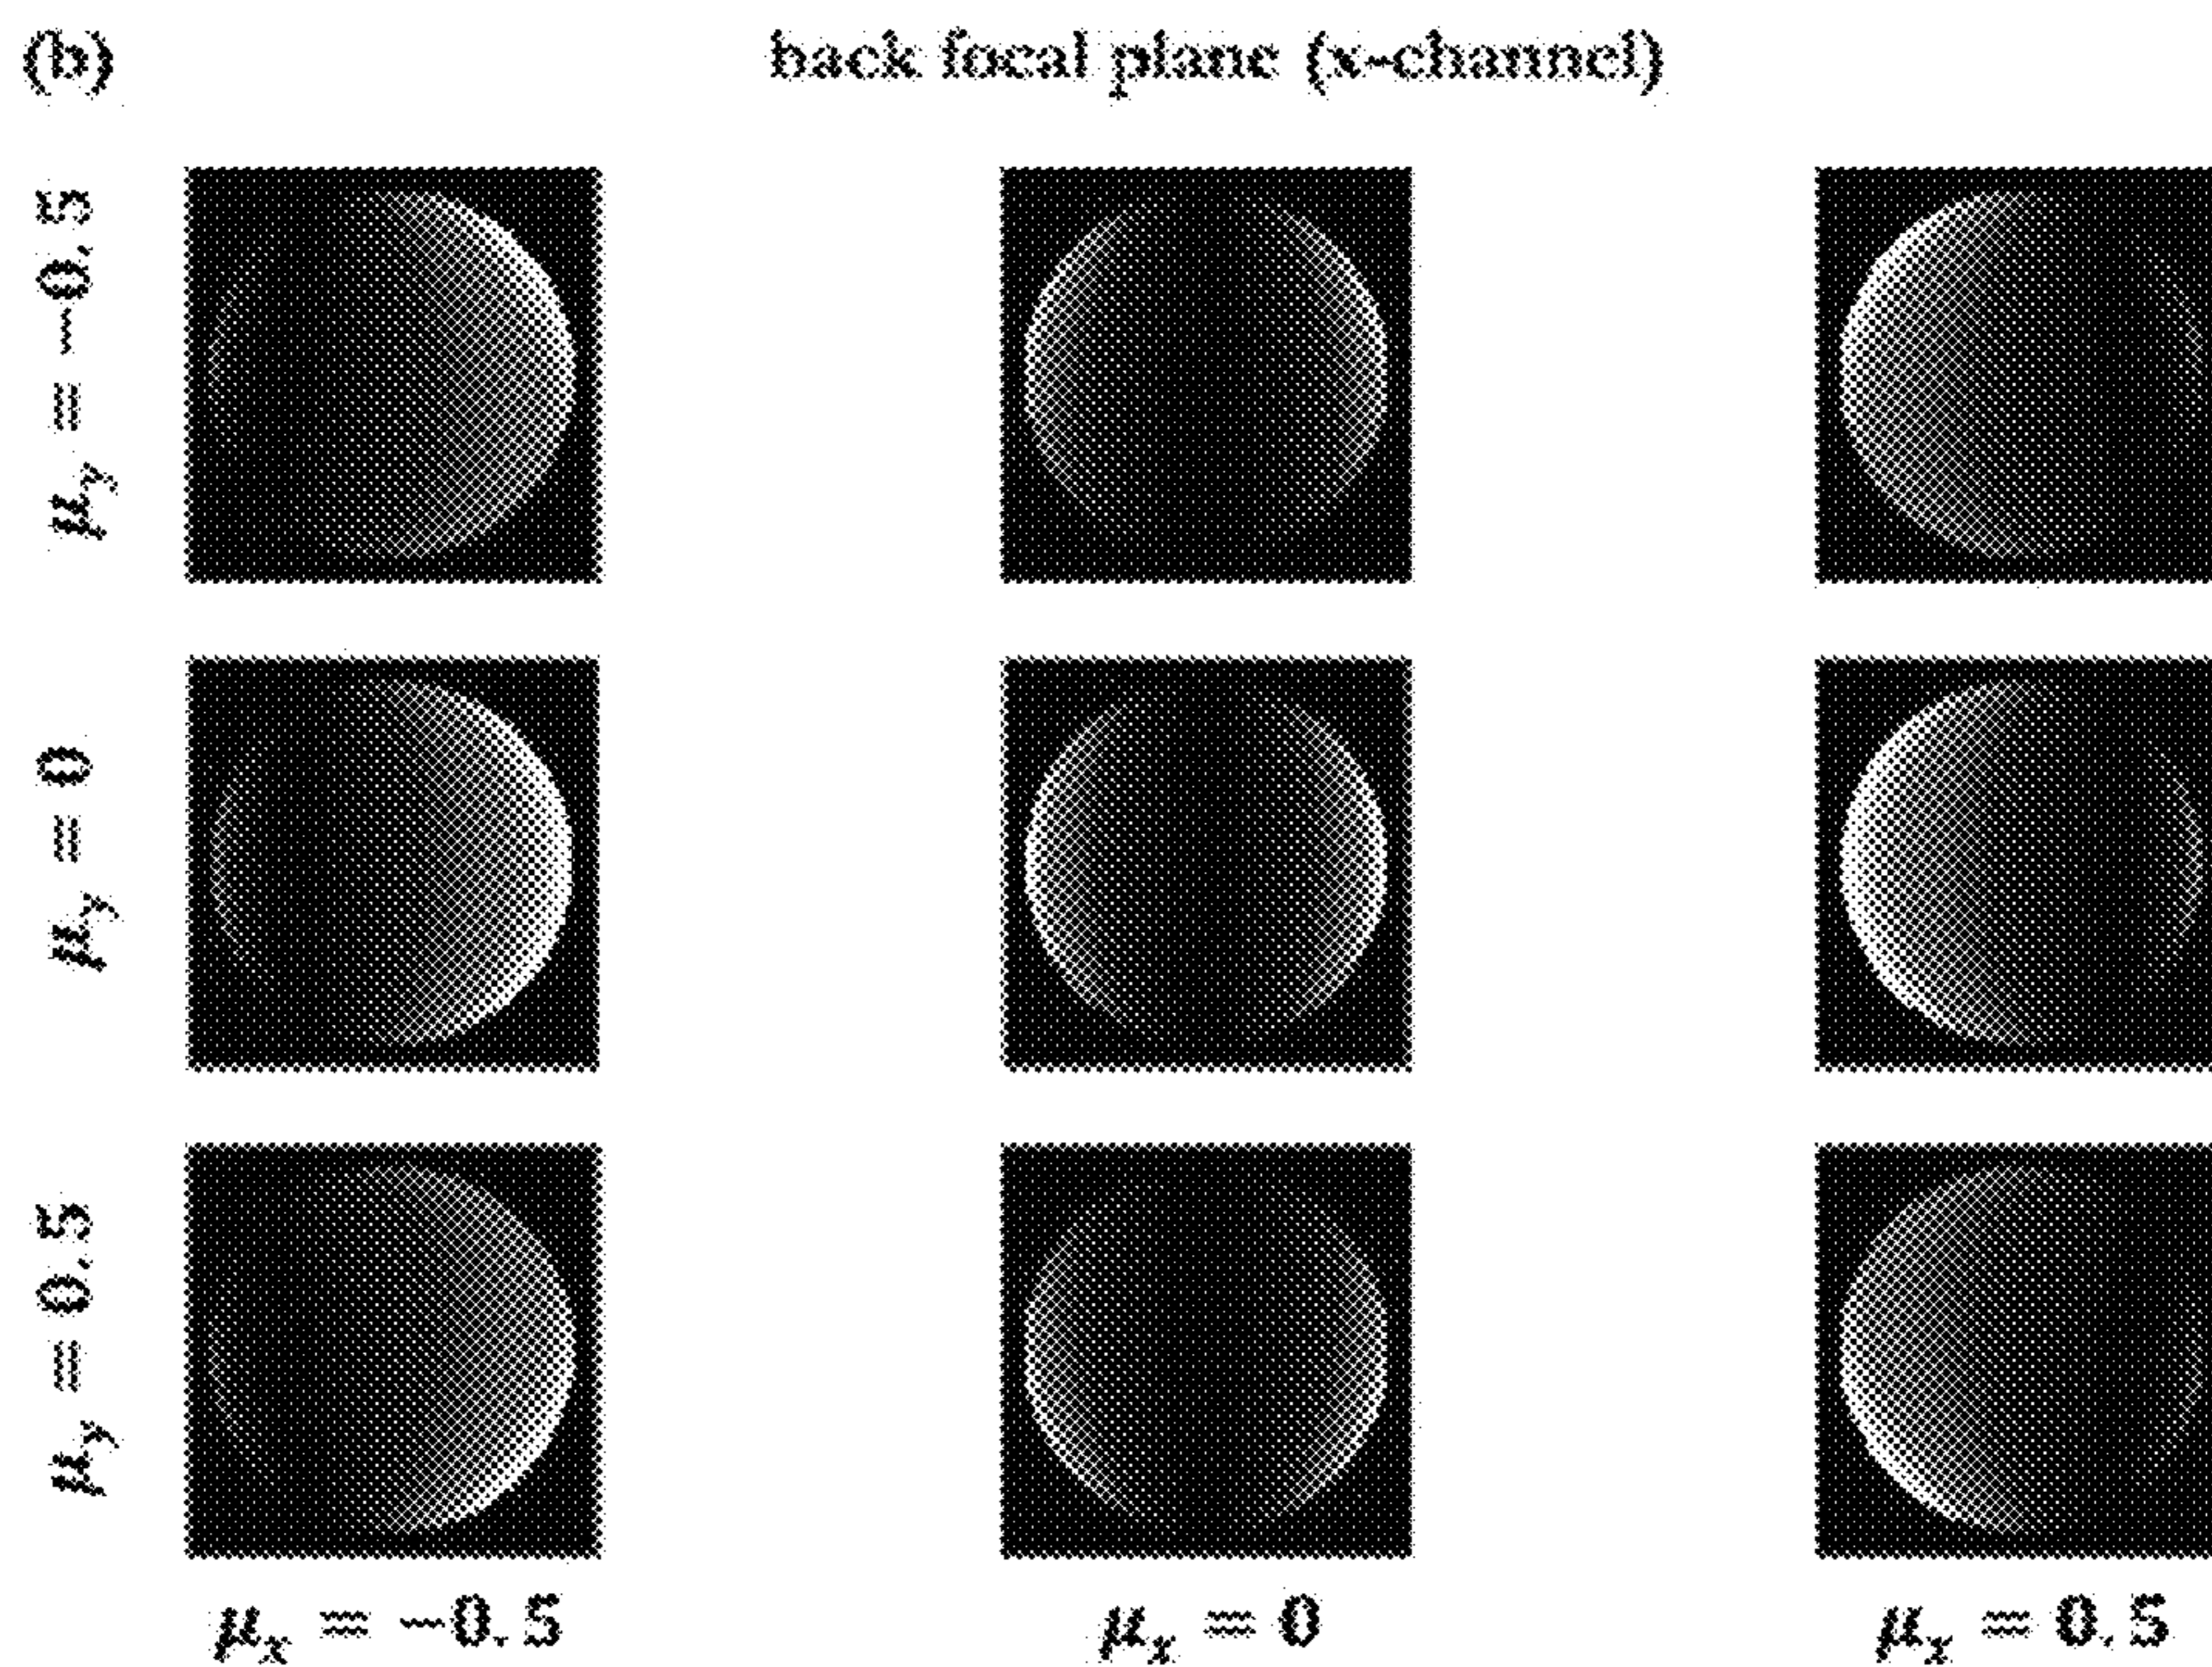 (b) back focal plane (x-channel)
μy = −0.5
μy = 0
μy = 0.5
μx = −0.5 μx = 0 μx = 0.5